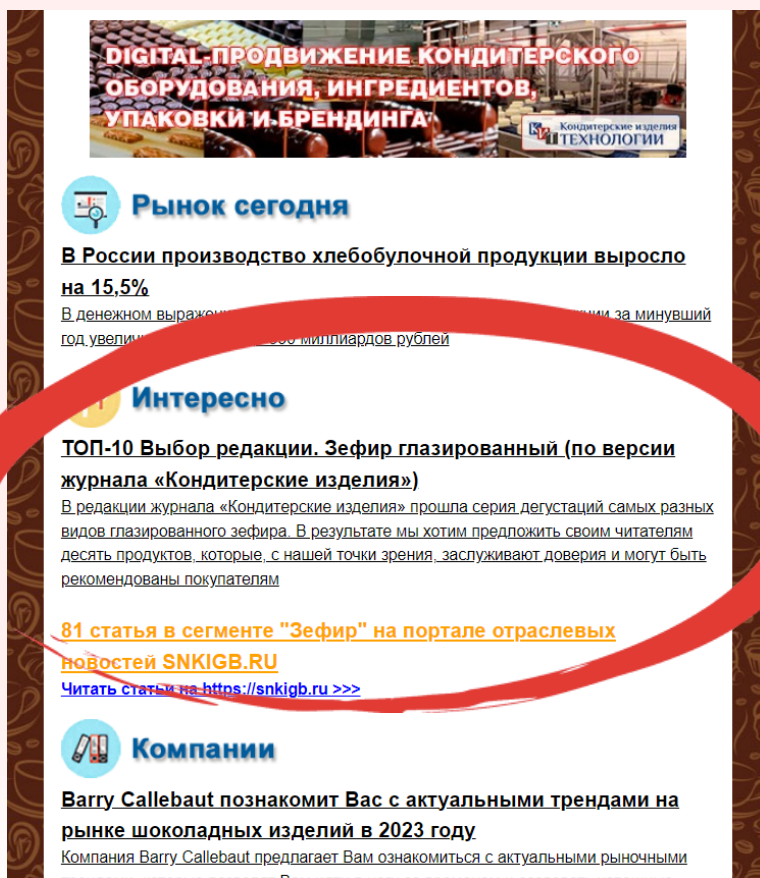 DIGITAL-ПРОДВИЖЕНИЕ КОНДИТЕРСКОГО
ОБОРУДОВАНИЯ, ИНГРЕДИЕНТОВ,
УПАКОВКИ И БРЕНДИНГА
КИТ Кондитерские изделия
ТЕХНОЛОГИИ
Рынок сегодня
В России производство хлебобулочной продукции выросло
на 15,5%
В денежном за минувший
год миллиардов рублей
Интересно
ТОП-10 Выбор редакции. Зефир глазированный (по версии
журнала «Кондитерские изделия»)
В редакции журнала «Кондитерские изделия» прошла серия дегустаций самых разных
видов глазированного зефира. В результате мы хотим предложить своим читателям
десять продуктов, которые, с нашей точки зрения, заслуживают доверия и могут быть
рекомендованы покупателям
81 статья в сегменте "Зефир" на портале отраслевых
новостей SNKIGB.RU
Читать статьи на https://snkigb.ru >>>
Компании
Barry Callebaut познакомит Вас с актуальными трендами на
рынке шоколадных изделий в 2023 году
Компания Barry Callebaut предлагает Вам ознакомиться с актуальными рыночными